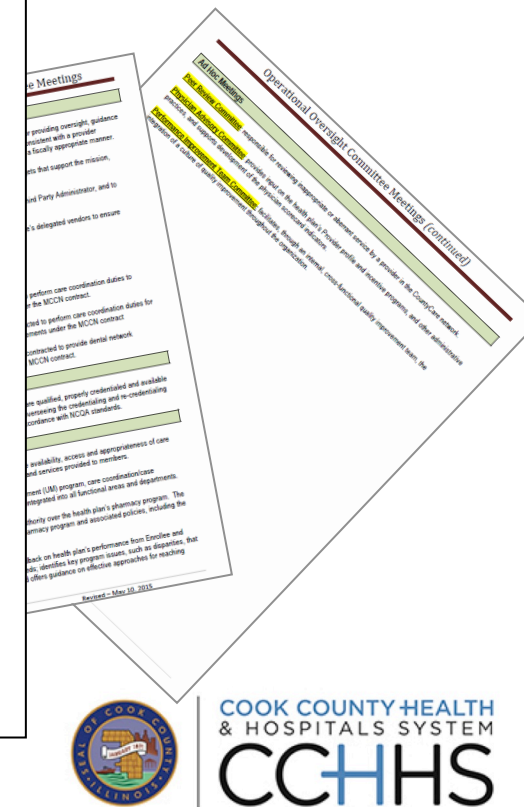 e Meetings
r providing oversight, guidance
onsistent with a provider
a fiscally appropriate manner.
ets that support the mission,
hird Party Administrator, and to
e's delegated vendors to ensure
perform care coordination duties to
r the MCCN contract.
cted to perform care coordination duties for
ments under the MCCN contract
contracted to provide dental network
MCCN contract.
re qualified, properly credentialed and available
verseeing the credentialing and re-credentialing
cordance with NCQA standards.
availability, access and appropriateness of care
and services provided to members.
ment (UM) program, care coordination/case
integrated into all functional areas and departments.
thority over the health plan's pharmacy program. The
armacy program and associated policies, including the
back on health plan's performance from Enrollee and
ds; identifies key program issues, such as disparities, that
d offers guidance on effective approaches for reaching
Revised – May 10, 2015
Operational Oversight Committee Meetings (continued)
Ad Hoc Meetings
Peer Review Committee: responsible for reviewing inappropriate or aberrant service by a provider in the CountyCare network.
Physician Advisory Committee: provides input on the health plan's Provider profile and incentive programs, and other administrative
practices, and supports development of the physician scorecard indicators.
Performance Improvement Team Committee: facilitates, through an internal, cross-functional quality improvement team, the
integration of a culture of quality improvement throughout the organization.
SEAL OF COOK COUNTY
JANUARY 1831
ILLINOIS
COOK COUNTY HEALTH
& HOSPITALS SYSTEM
CCHHS